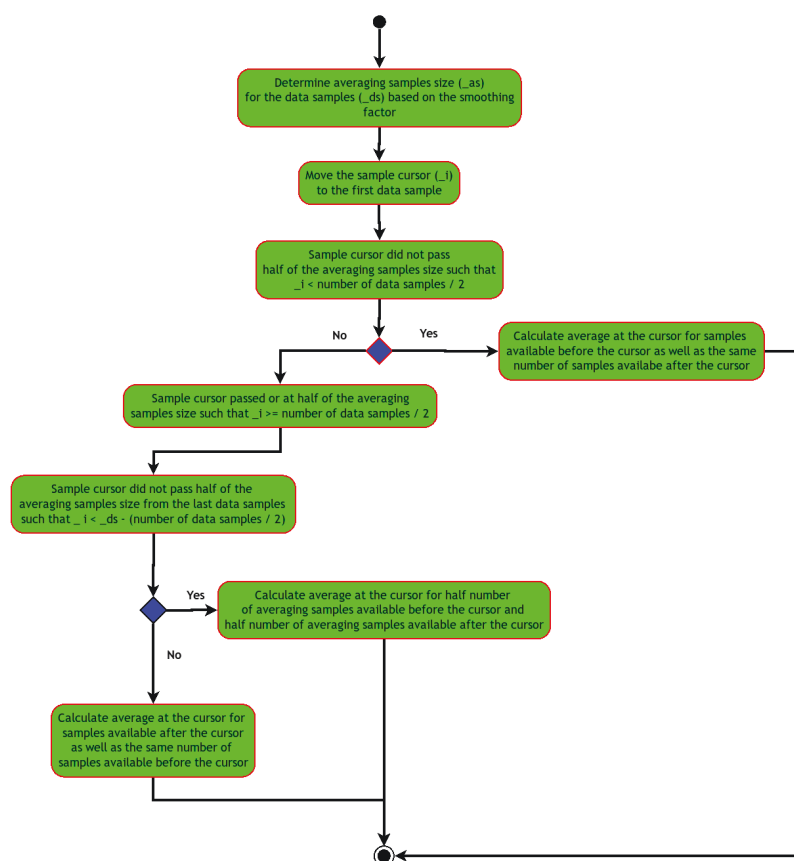 Determine averaging samples size (_as)
for the data samples (_ds) based on the smoothing
factor
Move the sample cursor (_i)
to the first data sample
Sample cursor did not pass
half of the averaging samples size such that
_i < number of data samples / 2
No
Yes
Calculate average at the cursor for samples
available before the cursor as well as the same
number of samples availabe after the cursor
Sample cursor passed or at half of the averaging
samples size such that _i >= number of data samples / 2
Sample cursor did not pass half of the
averaging samples size from the last data samples
such that _ i < _ds - (number of data samples / 2)
Yes
Calculate average at the cursor for half number
of averaging samples available before the cursor and
half number of averaging samples available after the cursor
No
Calculate average at the cursor for
samples available after the cursor
as well as the same number of
samples available before the cursor